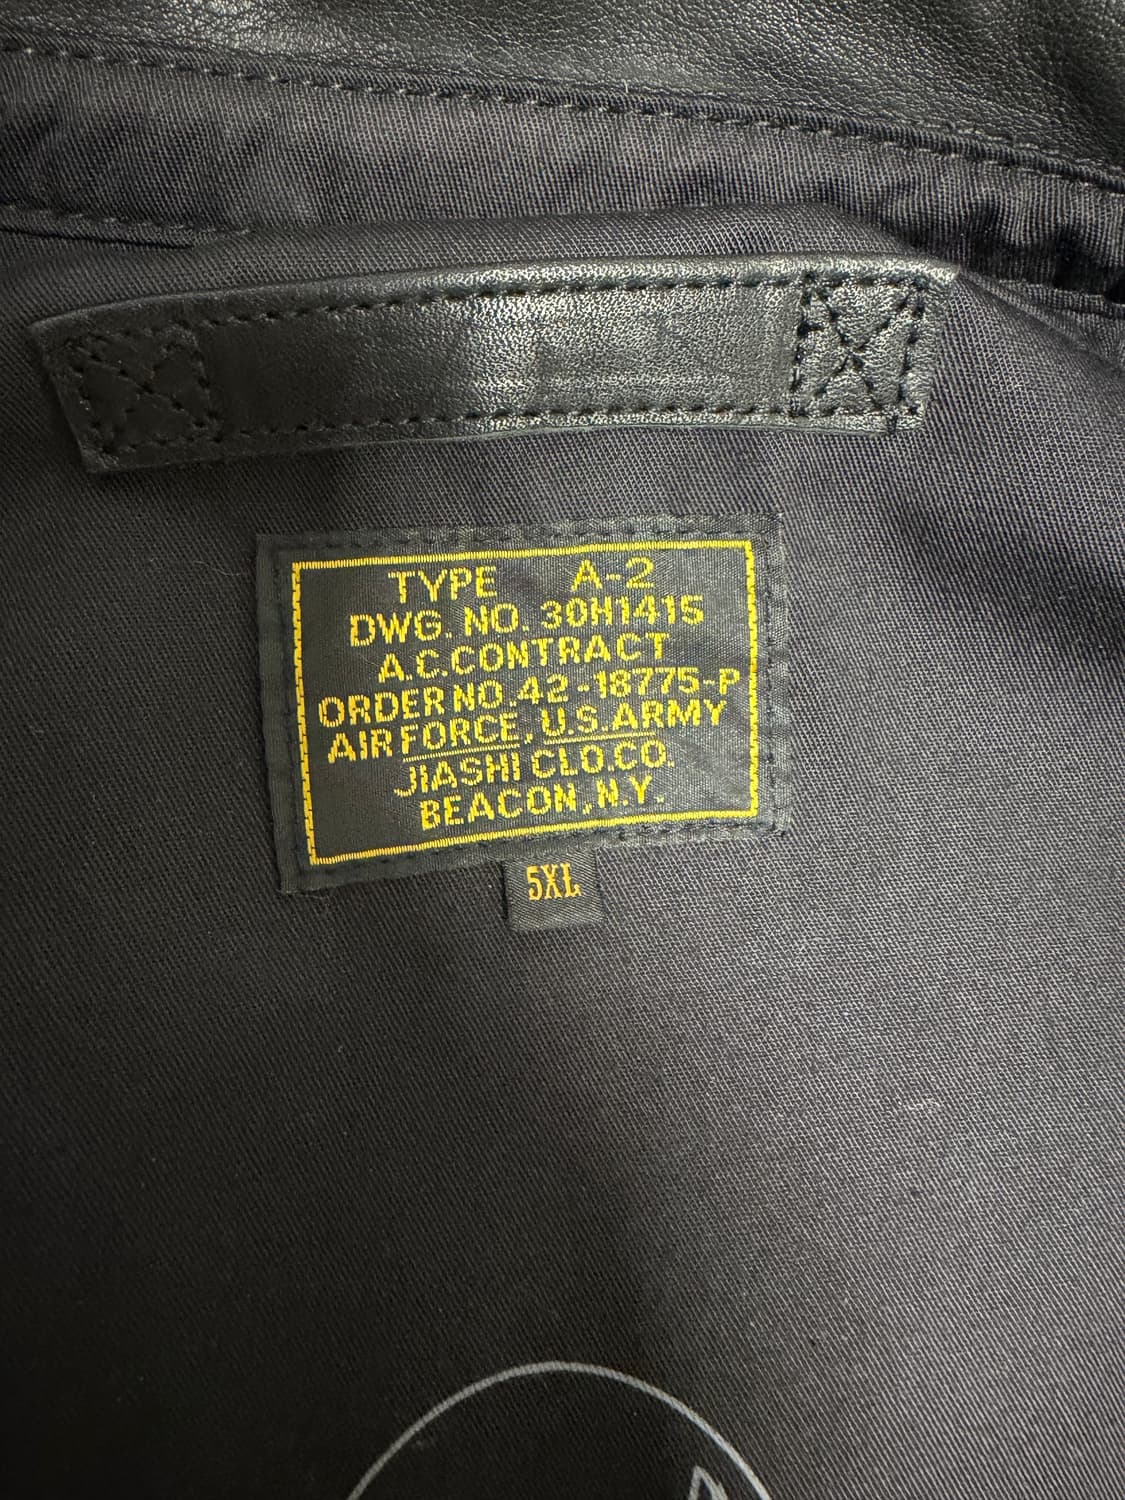 TYPE A-2
DWG. NO. 30H1415
A.C.CONTRACT
ORDER NO.42-18775-P
AIR FORCE, U.S.ARMY
JIASHI CLO.CO.
BEACON,N.Y.
5XL